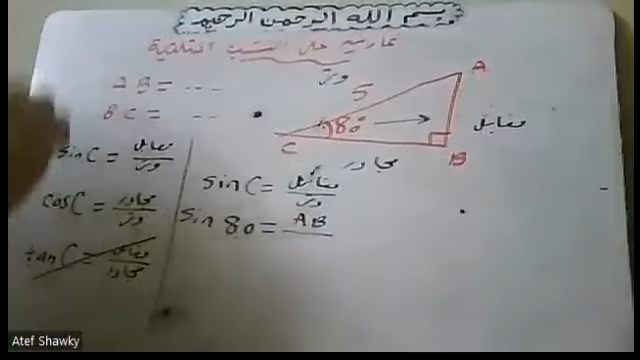 بسم الله الرحمن الرحيم
تمارين على النسب المثلثية
AB = ...
BC = ...
وتر
5
A
80°
C
B
مقابل
مجاور
sin C = مقابل / وتر
cos C = مجاور / وتر
tan C = مقابل / مجاور
sin C = مقابل / وتر
sin 80 = AB
Atef Shawky